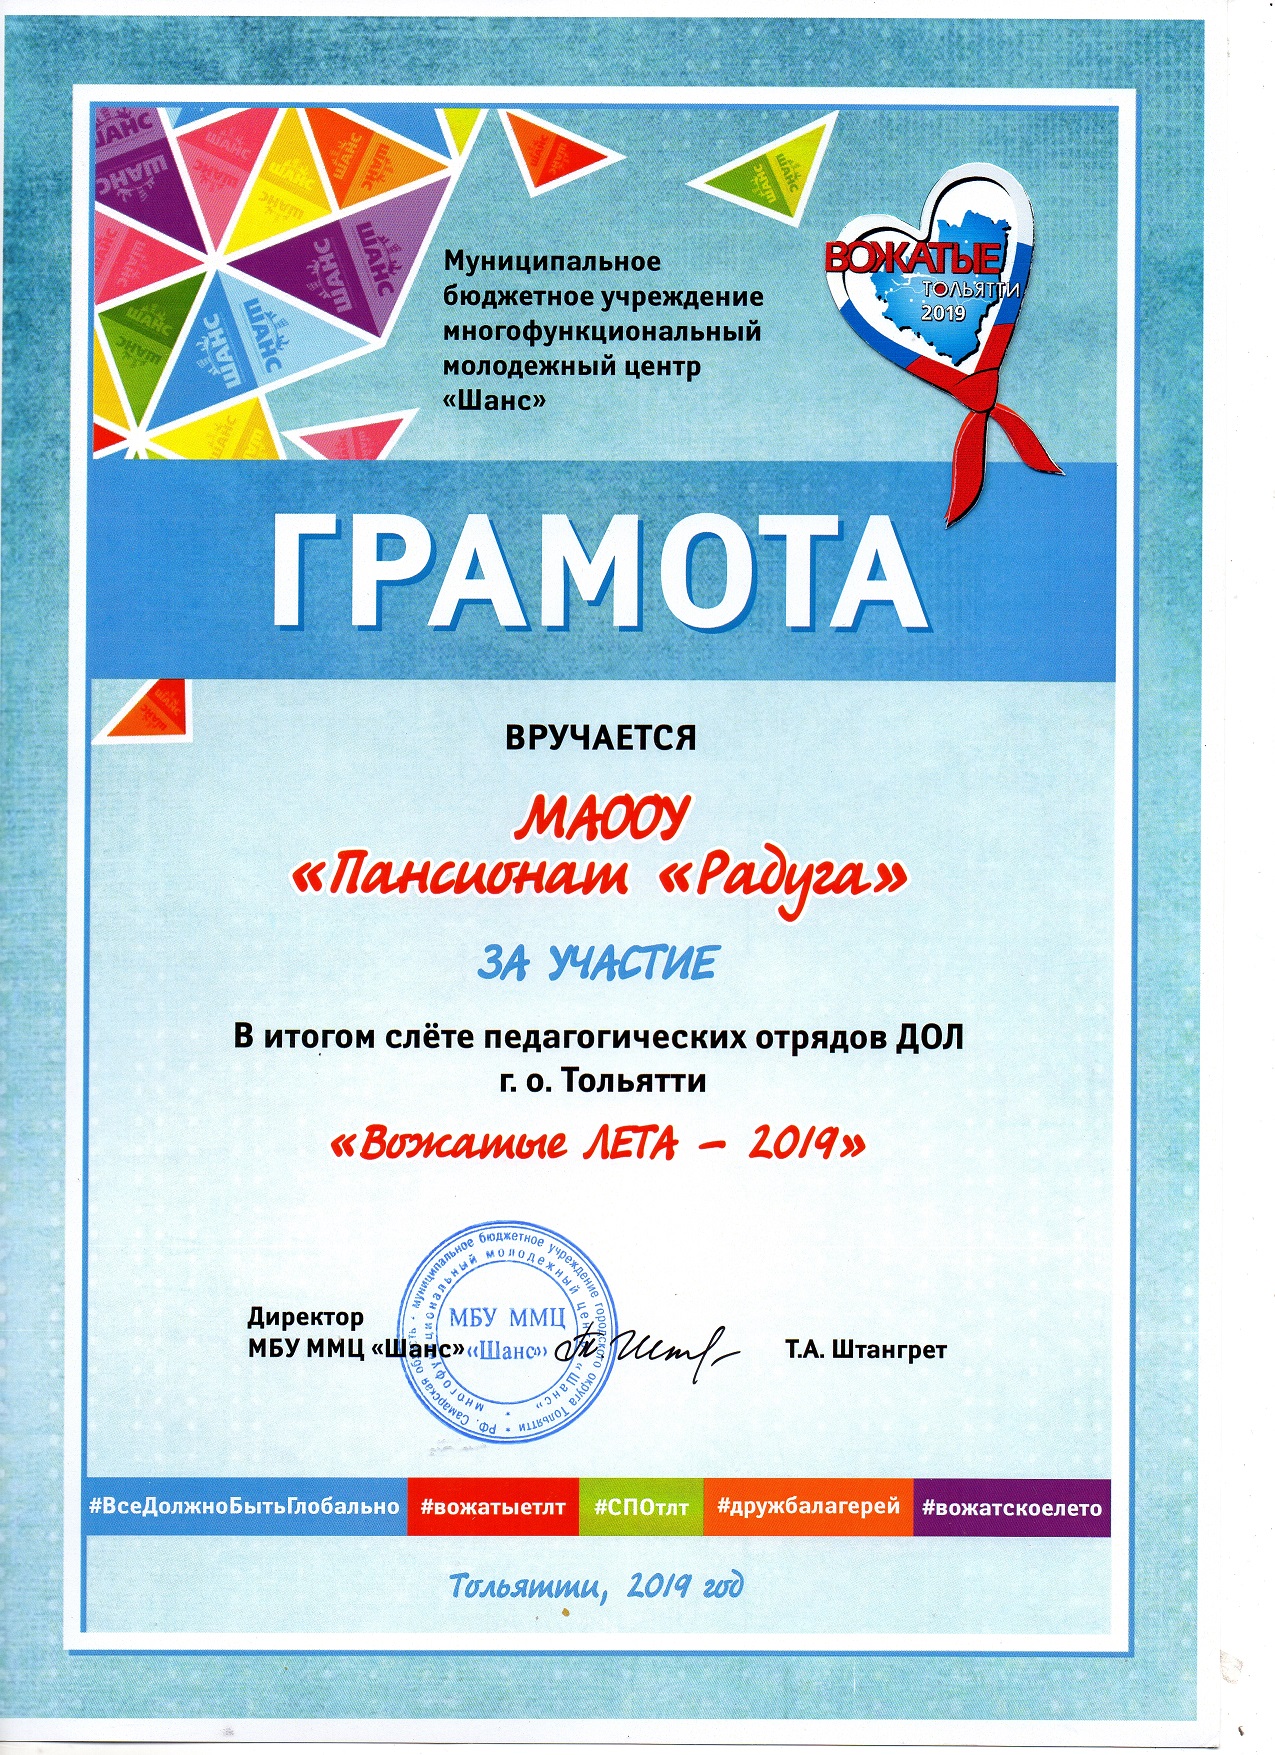 Муниципальное
бюджетное учреждение
многофункциональный
молодежный центр
«Шанс»
ВОЖАТЫЕ
ТОЛЬЯТТИ
2019
ГРАМОТА
ВРУЧАЕТСЯ
МАООУ
«Пансионат «Радуга»
ЗА УЧАСТИЕ
В итогом слёте педагогических отрядов ДОЛ
г. о. Тольятти
«Вожатые ЛЕТА – 2019»
Директор
МБУ ММЦ «Шанс»
Т.А. Штангрет
РФ. Самарская область • муниципальное бюджетное учреждение городского округа Тольятти *
многофункциональный молодежный центр «Шанс» *
МБУ ММЦ
«Шанс»
#ВсеДолжноБытьГлобально #вожатыетлт #СПОтлт #дружбалагерей #вожатскоелето
Тольятти, 2019 год